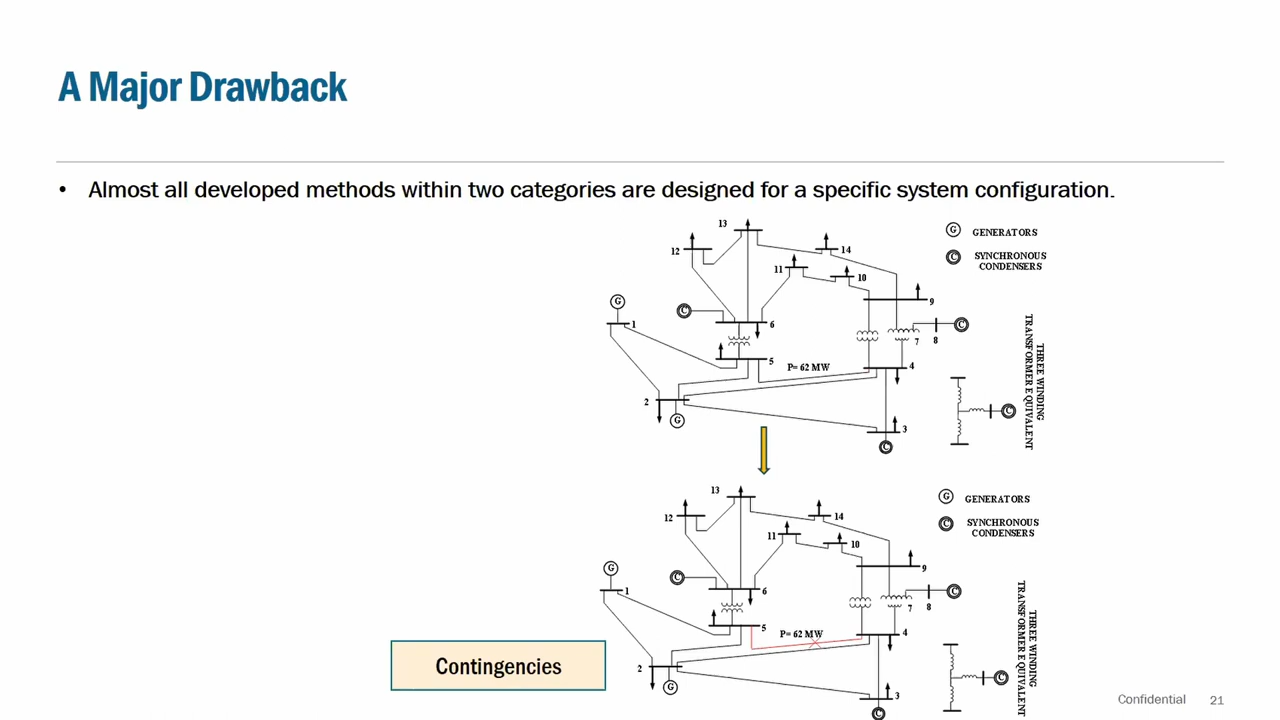 A Major Drawback
• Almost all developed methods within two categories are designed for a specific system configuration.
13
12
14
11
10
9
G
C
1
6
C
7
8
5
P= 62 MW
4
2
G
3
C
G GENERATORS
C SYNCHRONOUS
CONDENSERS
THREE WINDING
TRANSFORMER EQUIVALENT
C
13
12
14
11
10
9
G
C
1
6
C
7
8
5
P= 62 MW
4
2
G
3
C
G GENERATORS
C SYNCHRONOUS
CONDENSERS
THREE WINDING
TRANSFORMER EQUIVALENT
C
Contingencies
Confidential 21